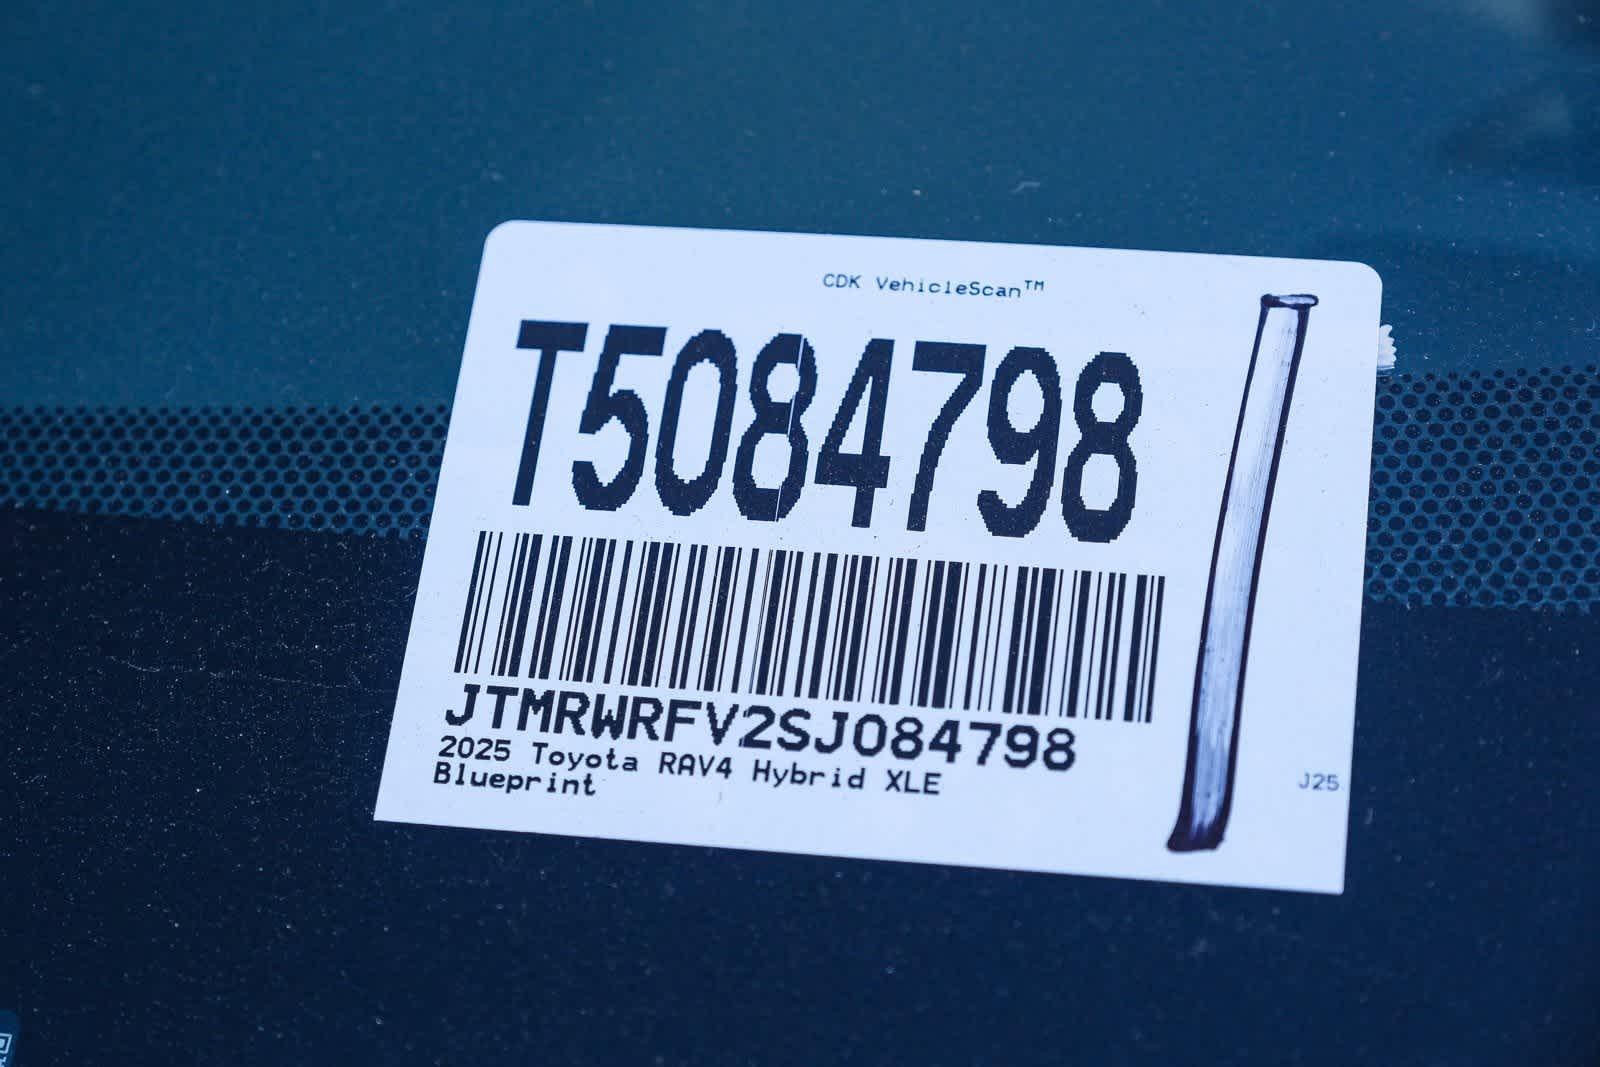 CDK VehicleScan™
T5084798
JTMRWRFV2SJ084798
2025 Toyota RAV4 Hybrid XLE
Blueprint
J25